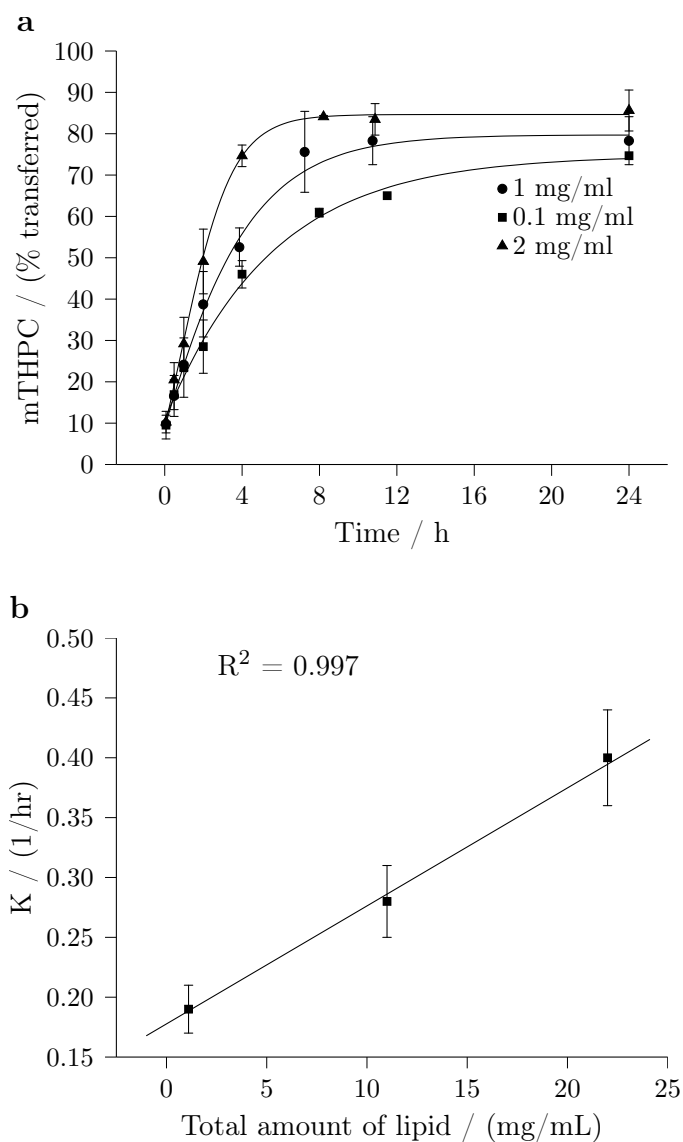 a
100
90
80
70
60
50
40
30
20
10
0
mTHPC / (% transferred)
1 mg/ml
0.1 mg/ml
2 mg/ml
0 4 8 12 16 20 24
Time / h
b
0.50
0.45
0.40
0.35
0.30
0.25
0.20
0.15
K / (1/hr)
R² = 0.997
0 5 10 15 20 25
Total amount of lipid / (mg/mL)